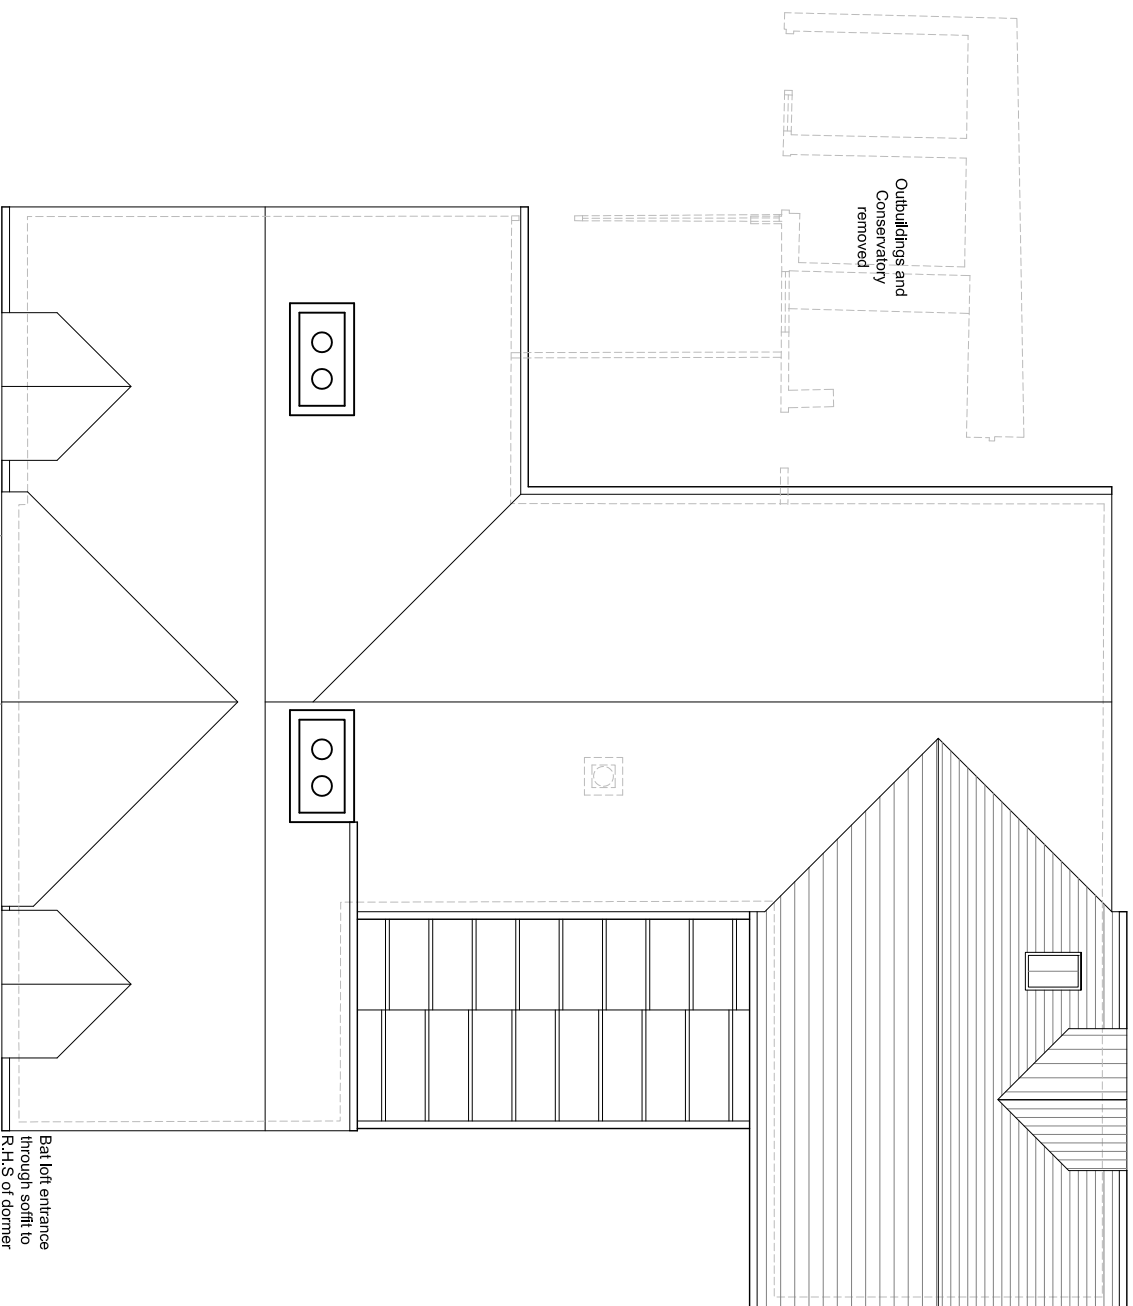 Outbuildings and
Conservatory
removed
Bat loft entrance
through soffit to
R.H.S of dormer